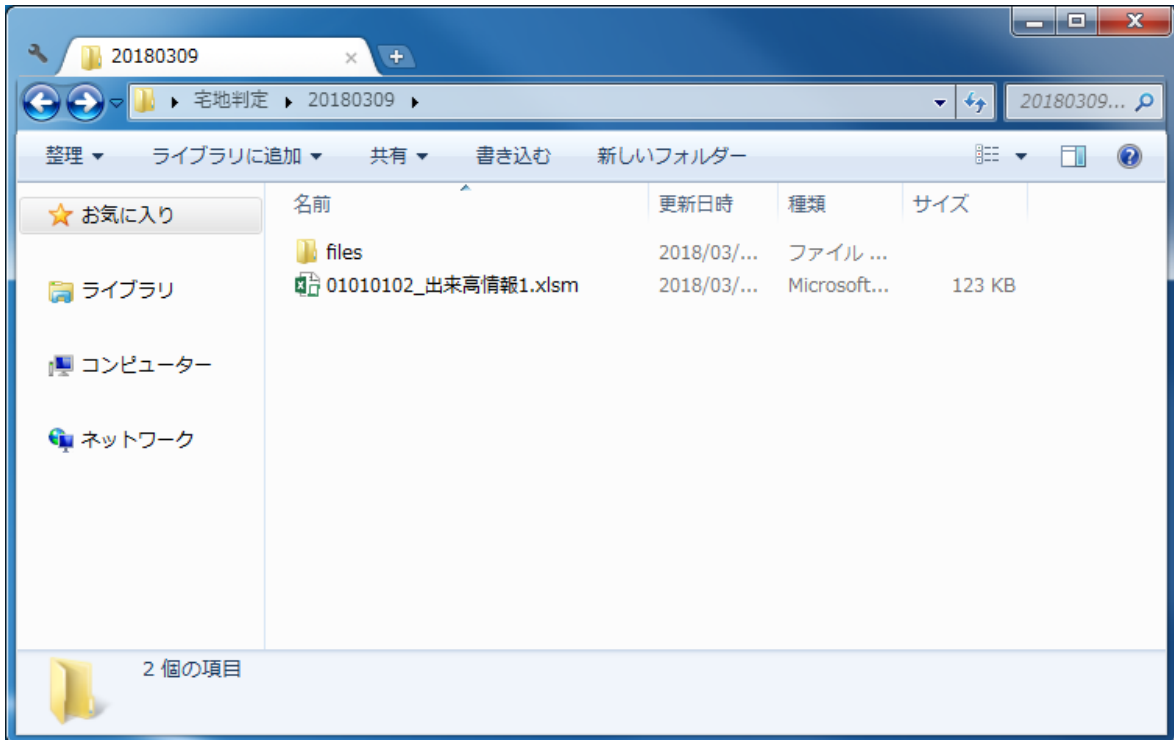 20180309
宅地判定 20180309
20180309...
整理 ライブラリに追加 共有 書き込む 新しいフォルダー
お気に入り
ライブラリ
コンピューター
ネットワーク
名前 更新日時 種類 サイズ
files 2018/03/... ファイル ...
01010102_出来高情報1.xlsm 2018/03/... Microsoft... 123 KB
2 個の項目